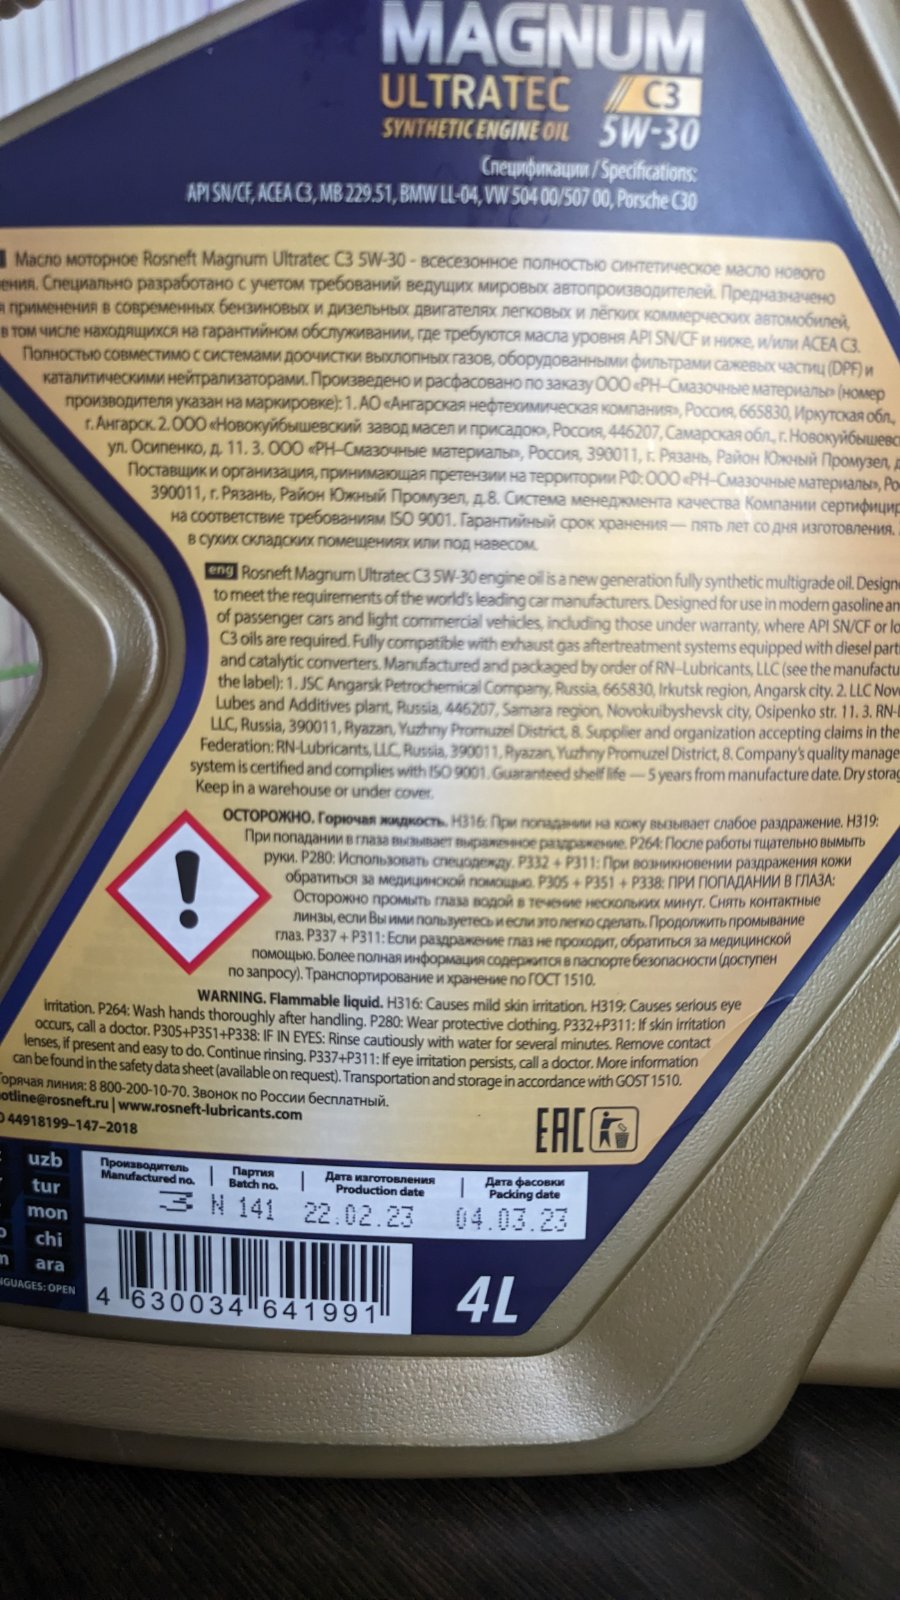 MAGNUM
ULTRATEC C3
SYNTHETIC ENGINE OIL 5W-30
Спецификации / Specifications:
API SN/CF, ACEA C3, MB 229.51, BMW LL-04, VW 504 00/507 00, Porsche C30
Масло моторное Rosneft Magnum Ultratec C3 5W-30 - всесезонное полностью синтетическое масло нового
ения. Специально разработано с учетом требований ведущих мировых автопроизводителей. Предназначено
я применения в современных бензиновых и дизельных двигателях легковых и лёгких коммерческих автомобилей,
в том числе находящихся на гарантийном обслуживании, где требуются масла уровня API SN/CF и ниже, и/или ACEA C3.
Полностью совместимо с системами доочистки выхлопных газов, оборудованными фильтрами сажевых частиц (DPF) и
каталитическими нейтрализаторами. Произведено и расфасовано по заказу ООО «РН–Смазочные материалы» (номер
производителя указан на маркировке): 1. АО «Ангарская нефтехимическая компания», Россия, 665830, Иркутская обл.,
г. Ангарск. 2. ООО «Новокуйбышевский завод масел и присадок», Россия, 446207, Самарская обл., г. Новокуйбышевс
ул. Осипенко, д. 11. 3. ООО «РН–Смазочные материалы», Россия, 390011, г. Рязань, Район Южный Промузел, д
Поставщик и организация, принимающая претензии на территории РФ: ООО «РН–Смазочные материалы», Ро
390011, г. Рязань, Район Южный Промузел, д.8. Система менеджмента качества Компании сертифицир
на соответствие требованиям ISO 9001. Гарантийный срок хранения — пять лет со дня изготовления.
в сухих складских помещениях или под навесом.
eng Rosneft Magnum Ultratec C3 5W-30 engine oil is a new generation fully synthetic multigrade oil. Designe
to meet the requirements of the world's leading car manufacturers. Designed for use in modern gasoline an
of passenger cars and light commercial vehicles, including those under warranty, where API SN/CF or lo
C3 oils are required. Fully compatible with exhaust gas aftertreatment systems equipped with diesel part
and catalytic converters. Manufactured and packaged by order of RN–Lubricants, LLC (see the manufactu
the label): 1. JSC Angarsk Petrochemical Company, Russia, 665830, Irkutsk region, Angarsk city. 2. LLC Novo
Lubes and Additives plant, Russia, 446207, Samara region, Novokuibyshevsk city, Osipenko str. 11. 3. RN-L
LLC, Russia, 390011, Ryazan, Yuzhny Promuzel District, 8. Supplier and organization accepting claims in the
Federation: RN-Lubricants, LLC, Russia, 390011, Ryazan, Yuzhny Promuzel District, 8. Company's quality manage
system is certified and complies with ISO 9001. Guaranteed shelf life — 5 years from manufacture date. Dry storag
Keep in a warehouse or under cover.
ОСТОРОЖНО. Горючая жидкость. H316: При попадании на кожу вызывает слабое раздражение. H319:
При попадании в глаза вызывает выраженное раздражение. P264: После работы тщательно вымыть
руки. P280: Использовать спецодежду. P332 + P311: При возникновении раздражения кожи
обратиться за медицинской помощью. P305 + P351 + P338: ПРИ ПОПАДАНИИ В ГЛАЗА:
Осторожно промыть глаза водой в течение нескольких минут. Снять контактные
линзы, если Вы ими пользуетесь и если это легко сделать. Продолжить промывание
глаз. P337 + P311: Если раздражение глаз не проходит, обратиться за медицинской
помощью. Более полная информация содержится в паспорте безопасности (доступен
по запросу). Транспортирование и хранение по ГОСТ 1510.
WARNING. Flammable liquid. H316: Causes mild skin irritation. H319: Causes serious eye
irritation. P264: Wash hands thoroughly after handling. P280: Wear protective clothing. P332+P311: If skin irritation
occurs, call a doctor. P305+P351+P338: IF IN EYES: Rinse cautiously with water for several minutes. Remove contact
lenses, if present and easy to do. Continue rinsing. P337+P311: If eye irritation persists, call a doctor. More information
can be found in the safety data sheet (available on request). Transportation and storage in accordance with GOST 1510.
Горячая линия: 8 800-200-10-70. Звонок по России бесплатный.
otline@rosneft.ru | www.rosneft-lubricants.com
О 44918199–147–2018
EAC
uzb
tur
mon
chi
ara
NGUAGES: OPEN
Производитель | Партия | Дата изготовления | Дата фасовки
Manufactured no. | Batch no. | Production date | Packing date
3 N 141 22.02.23 04.03.23
4 630034 641991
4L